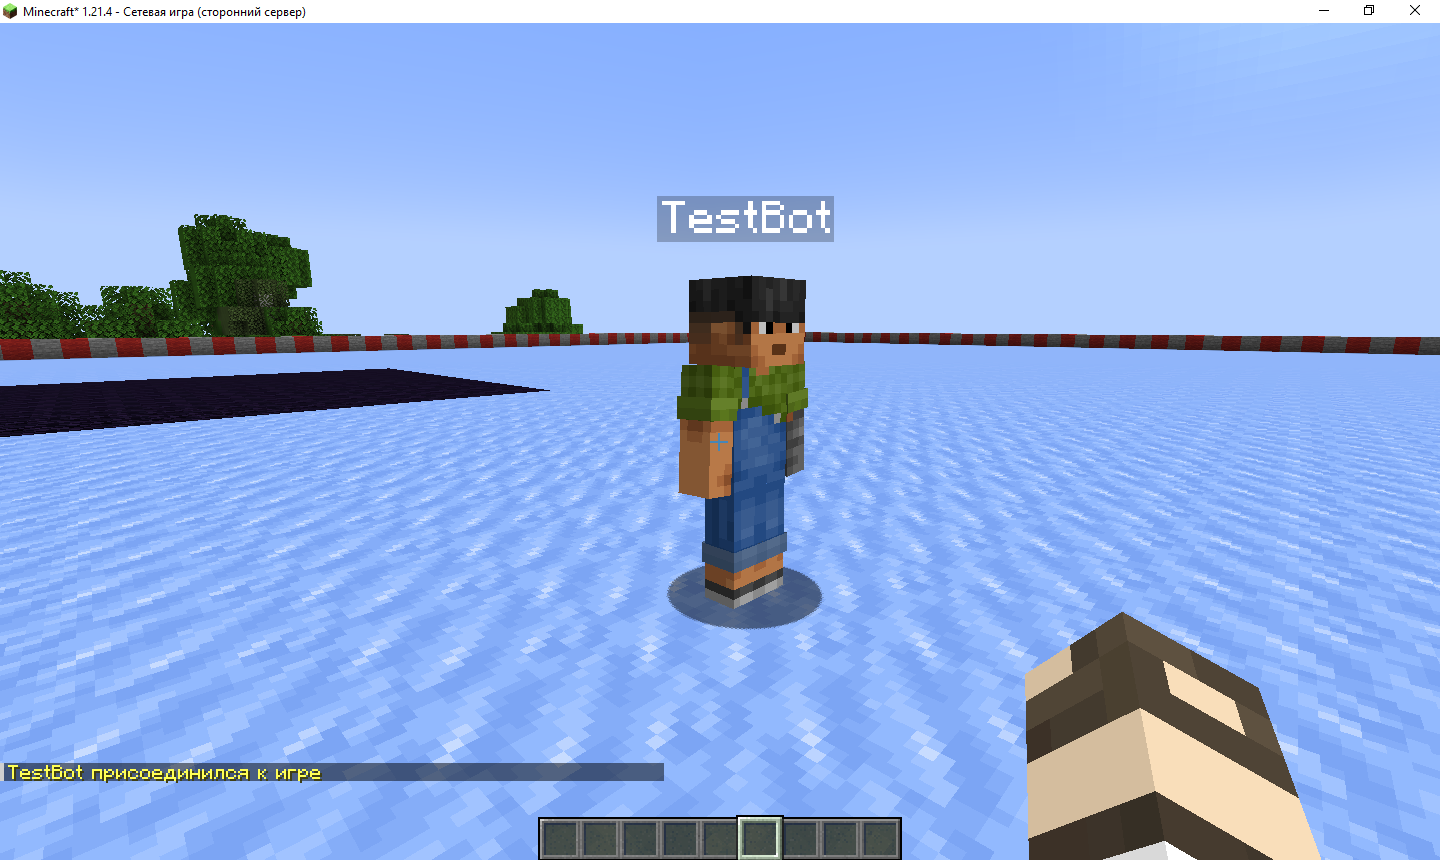 Minecraft* 1.21.4 - Сетевая игра (сторонний сервер)
TestBot
TestBot присоединился к игре